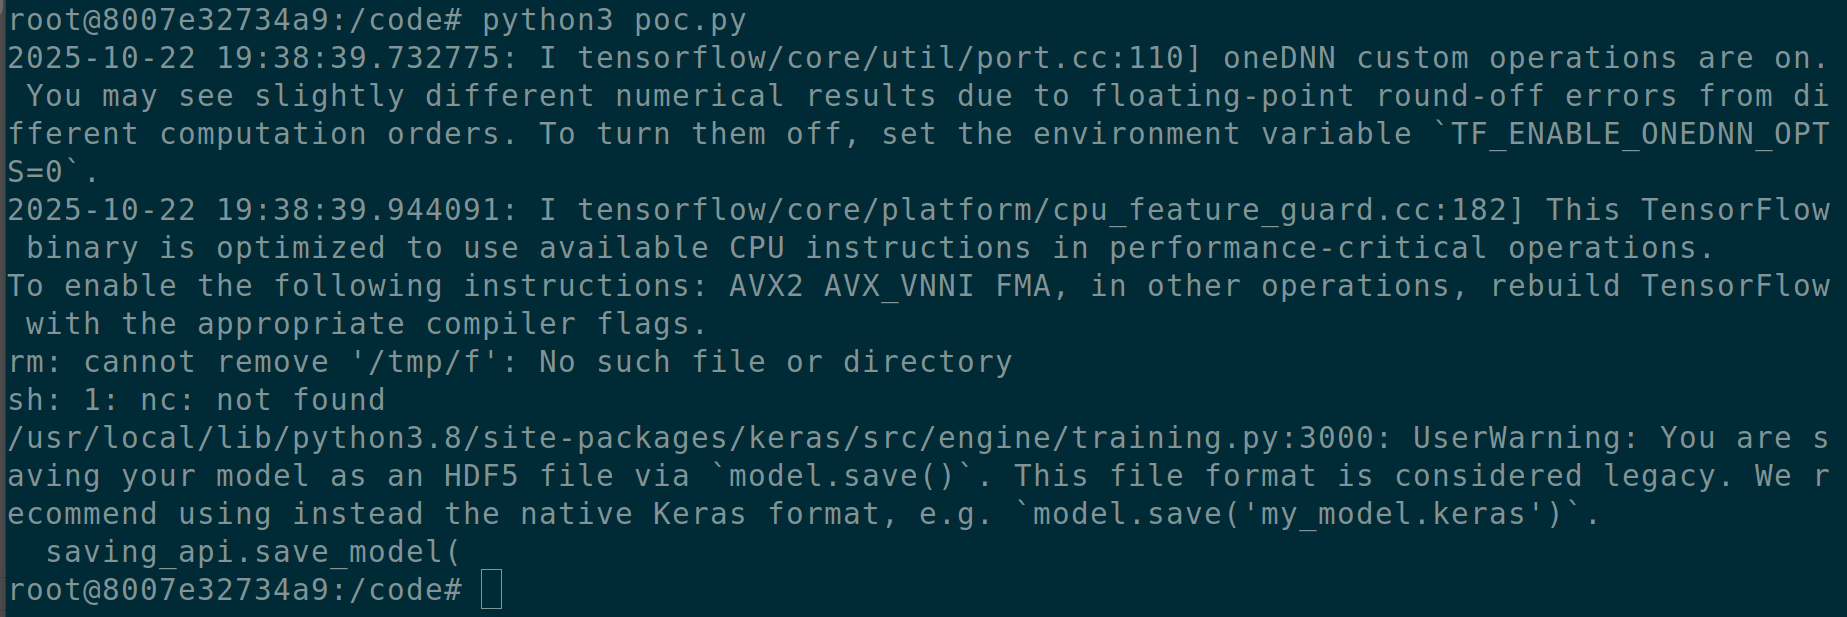 root@8007e32734a9:/code# python3 poc.py
2025-10-22 19:38:39.732775: I tensorflow/core/util/port.cc:110] oneDNN custom operations are on.
 You may see slightly different numerical results due to floating-point round-off errors from di
fferent computation orders. To turn them off, set the environment variable `TF_ENABLE_ONEDNN_OPT
S=0`.
2025-10-22 19:38:39.944091: I tensorflow/core/platform/cpu_feature_guard.cc:182] This TensorFlow
 binary is optimized to use available CPU instructions in performance-critical operations.
To enable the following instructions: AVX2 AVX_VNNI FMA, in other operations, rebuild TensorFlow
 with the appropriate compiler flags.
rm: cannot remove '/tmp/f': No such file or directory
sh: 1: nc: not found
/usr/local/lib/python3.8/site-packages/keras/src/engine/training.py:3000: UserWarning: You are s
aving your model as an HDF5 file via `model.save()`. This file format is considered legacy. We r
ecommend using instead the native Keras format, e.g. `model.save('my_model.keras')`.
  saving_api.save_model(
root@8007e32734a9:/code#